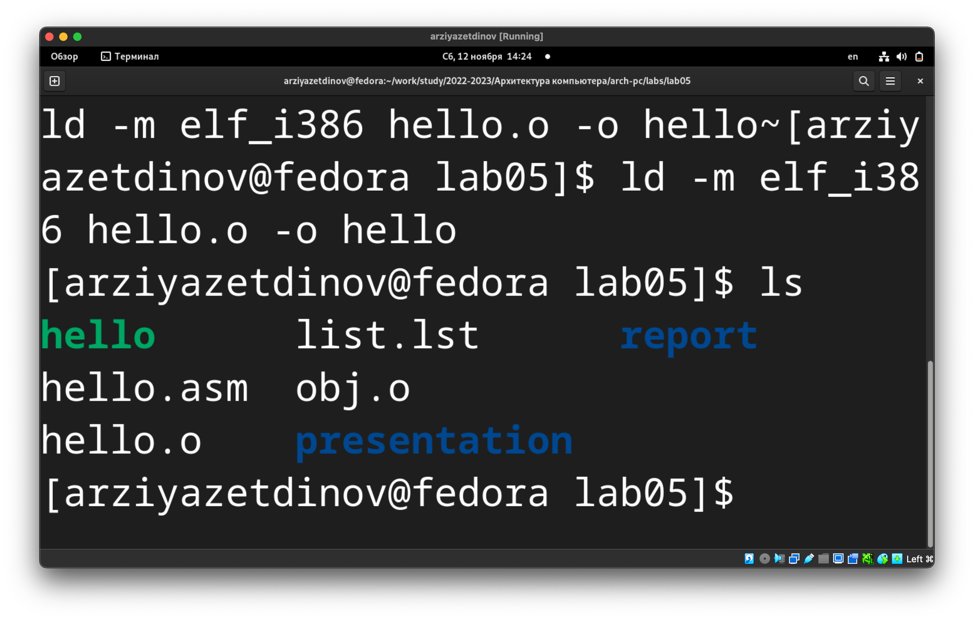 arziyazetdinov [Running]
Обзор Терминал Сб, 12 ноября 14:24 en
arziyazetdinov@fedora:~/work/study/2022-2023/Архитектура компьютера/arch-pc/labs/lab05
ld -m elf_i386 hello.o -o hello~[arziy
azetdinov@fedora lab05]$ ld -m elf_i38
6 hello.o -o hello
[arziyazetdinov@fedora lab05]$ ls
hello list.lst report
hello.asm obj.o
hello.o presentation
[arziyazetdinov@fedora lab05]$
Left ⌘